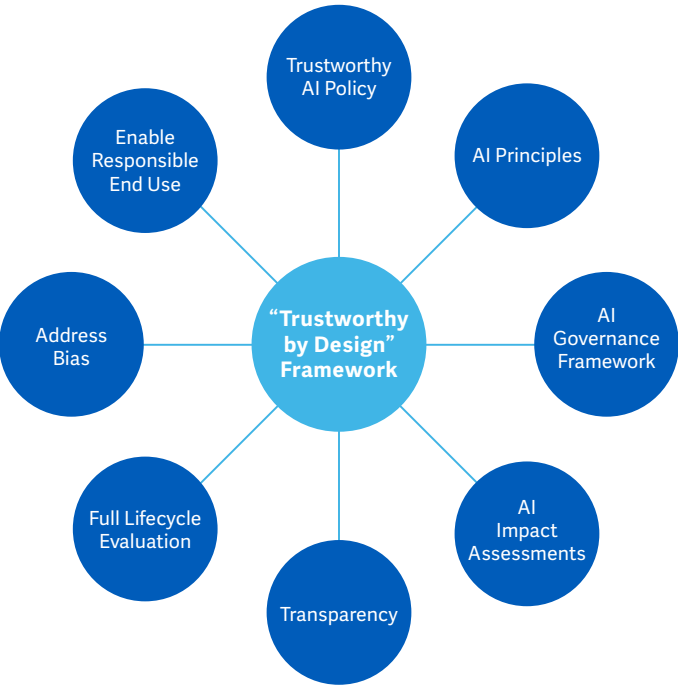 Trustworthy
AI Policy
AI Principles
AI
Governance
Framework
AI
Impact
Assessments
Transparency
Full Lifecycle
Evaluation
Address
Bias
Enable
Responsible
End Use
“Trustworthy
by Design”
Framework